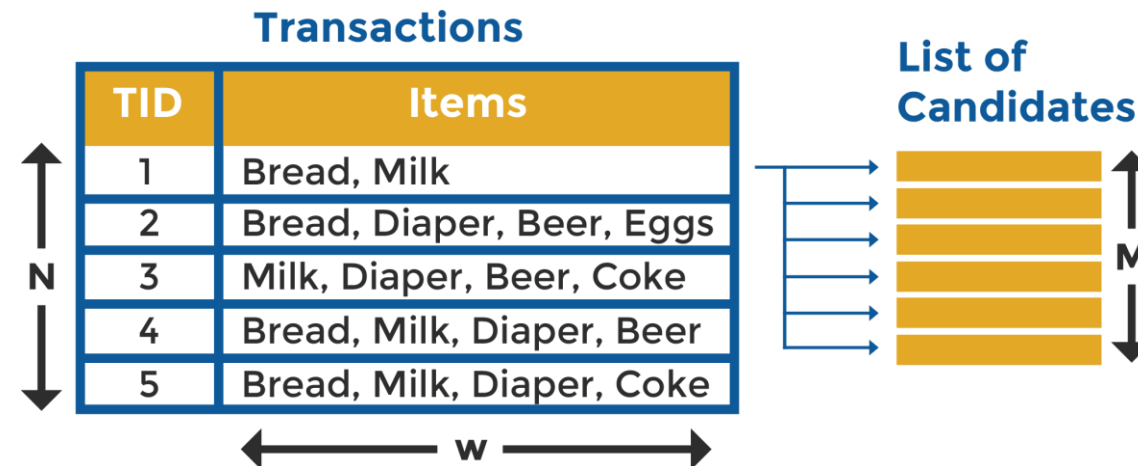 Transactions
List of
Candidates
TID Items
1 Bread, Milk
2 Bread, Diaper, Beer, Eggs
N 3 Milk, Diaper, Beer, Coke
M
4 Bread, Milk, Diaper, Beer
5 Bread, Milk, Diaper, Coke
w